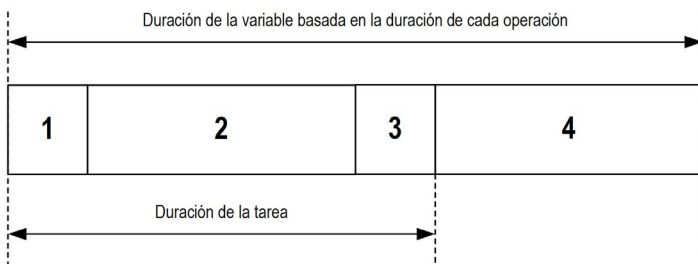 Duración de la variable basada en la duración de cada operación
1 2 3 4
Duración de la tarea